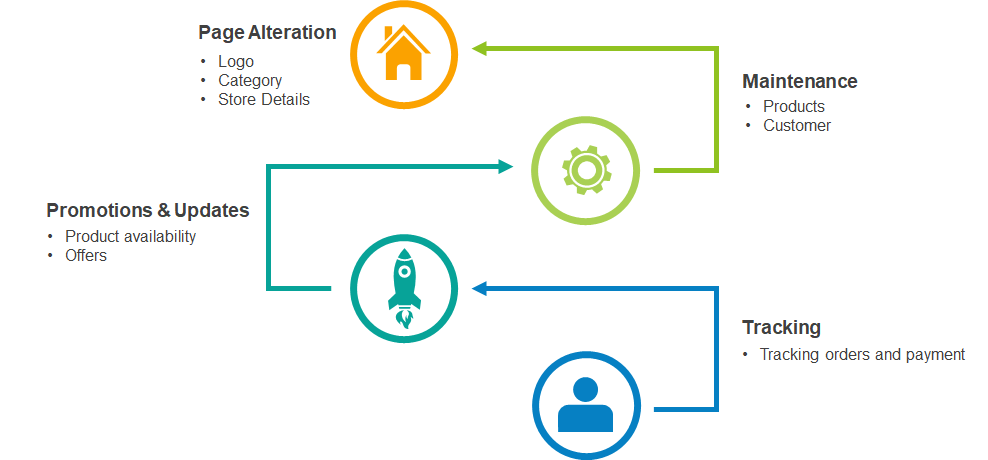 Page Alteration
• Logo
• Category
• Store Details
Maintenance
• Products
• Customer
Promotions & Updates
• Product availability
• Offers
Tracking
• Tracking orders and payment